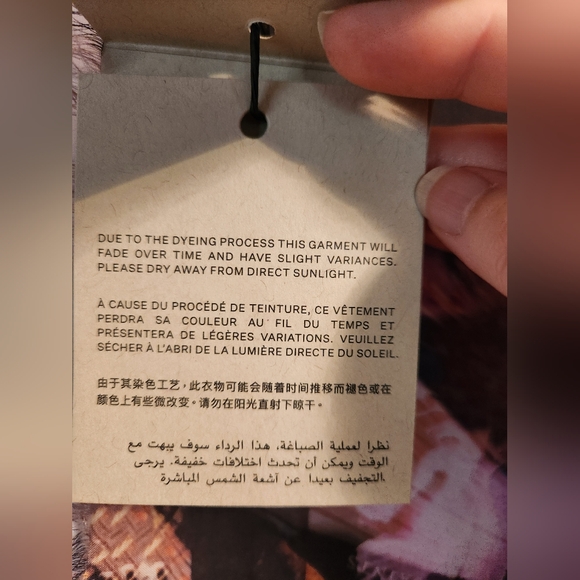 DUE TO THE DYEING PROCESS THIS GARMENT WILL
FADE OVER TIME AND HAVE SLIGHT VARIANCES.
PLEASE DRY AWAY FROM DIRECT SUNLIGHT.
À CAUSE DU PROCÉDÉ DE TEINTURE, CE VÊTEMENT
PERDRA SA COULEUR AU FIL DU TEMPS ET
PRÉSENTERA DE LÉGÈRES VARIATIONS. VEUILLEZ
SÉCHER À L'ABRI DE LA LUMIÈRE DIRECTE DU SOLEIL.
由于其染色工艺，此衣物可能会随着时间推移而褪色或在
颜色上有些微改变。请勿在阳光直射下晾干。
نظرا لعملية الصباغة، هذا الرداء سوف يبهت مع
الوقت ويمكن أن تحدث اختلافات خفيفة. يرجى
التجفيف بعيدا عن أشعة الشمس المباشرة